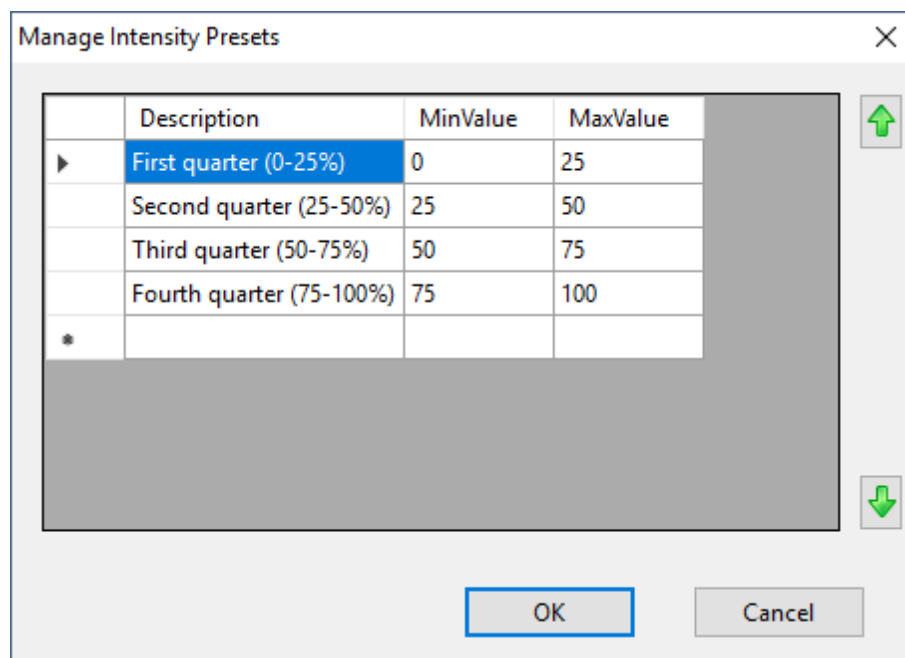 Manage Intensity Presets
Description MinValue MaxValue
First quarter (0-25%) 0 25
Second quarter (25-50%) 25 50
Third quarter (50-75%) 50 75
Fourth quarter (75-100%) 75 100
OK Cancel